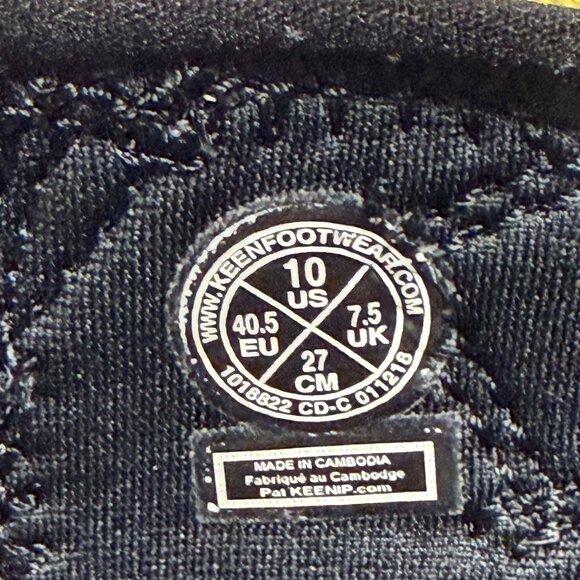 WWW.KEENFOOTWEAR.COM
10
US
40.5
EU
7.5
UK
27
CM
1018822 CD-C 011218
MADE IN CAMBODIA
Fabriqué au Cambodge
Pat KEENIP.com